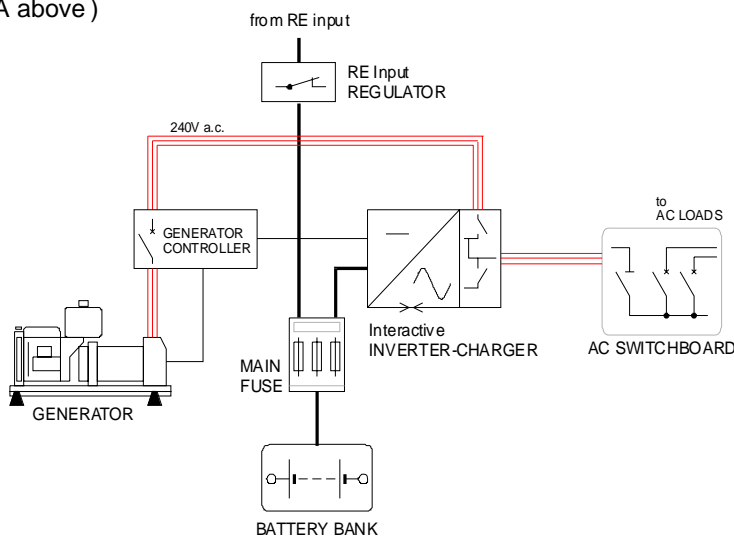 A above)
from RE input
RE Input
REGULATOR
240V a.c.
GENERATOR
CONTROLLER
to
AC LOADS
Interactive
INVERTER-CHARGER
AC SWITCHBOARD
MAIN
FUSE
GENERATOR
BATTERY BANK